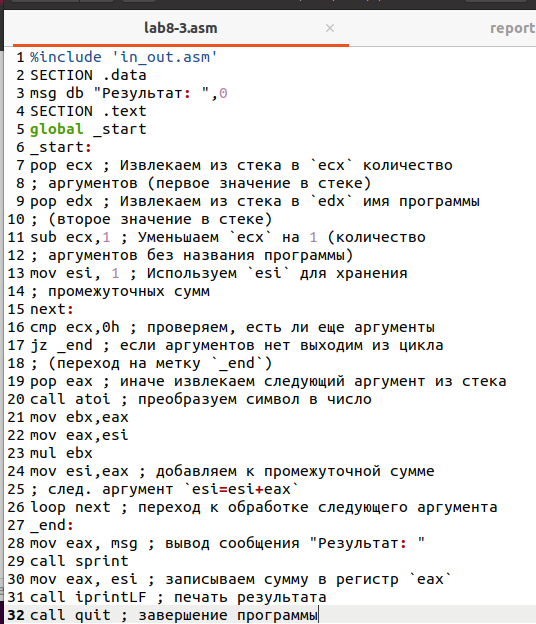 lab8-3.asm × report
1 %include 'in_out.asm'
2 SECTION .data
3 msg db "Результат: ",0
4 SECTION .text
5 global _start
6 _start:
7 pop ecx ; Извлекаем из стека в `ecx` количество
8 ; аргументов (первое значение в стеке)
9 pop edx ; Извлекаем из стека в `edx` имя программы
10 ; (второе значение в стеке)
11 sub ecx,1 ; Уменьшаем `ecx` на 1 (количество
12 ; аргументов без названия программы)
13 mov esi, 1 ; Используем `esi` для хранения
14 ; промежуточных сумм
15 next:
16 cmp ecx,0h ; проверяем, есть ли еще аргументы
17 jz _end ; если аргументов нет выходим из цикла
18 ; (переход на метку `_end`)
19 pop eax ; иначе извлекаем следующий аргумент из стека
20 call atoi ; преобразуем символ в число
21 mov ebx,eax
22 mov eax,esi
23 mul ebx
24 mov esi,eax ; добавляем к промежуточной сумме
25 ; след. аргумент `esi=esi+eax`
26 loop next ; переход к обработке следующего аргумента
27 _end:
28 mov eax, msg ; вывод сообщения "Результат: "
29 call sprint
30 mov eax, esi ; записываем сумму в регистр `eax`
31 call iprintLF ; печать результата
32 call quit ; завершение программы